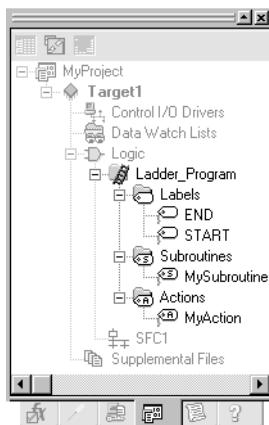 MyProject
Target1
Control I/O Drivers
Data Watch Lists
Logic
Ladder_Program
Labels
END
START
Subroutines
MySubroutine
Actions
MyAction
SFC1
Supplemental Files